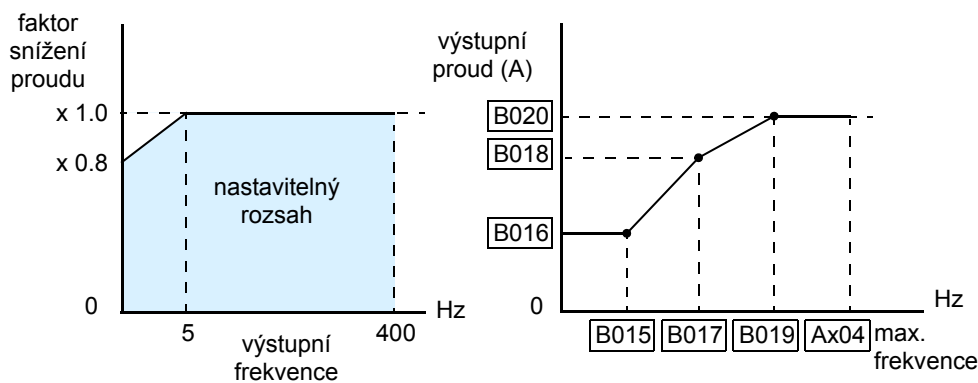 faktor
snížení
proudu
x 1.0
x 0.8
nastavitelný
rozsah
0
Hz
5
400
výstupní
frekvence
výstupní
proud (A)
B020
B018
B016
0
Hz
B015
B017
B019
Ax04
max.
frekvence